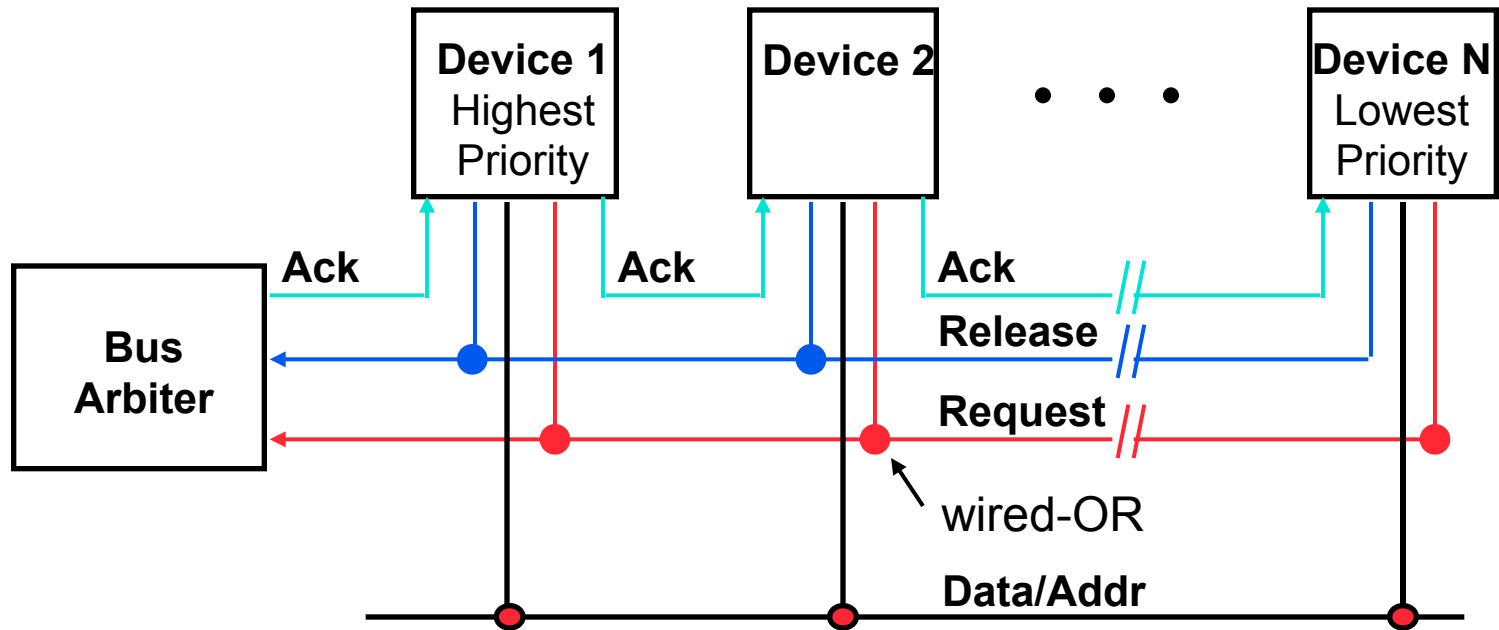 Device 1
Highest
Priority
Device 2
Device N
Lowest
Priority
Ack
Ack
Ack
Bus
Arbiter
Release
Request
wired-OR
Data/Addr